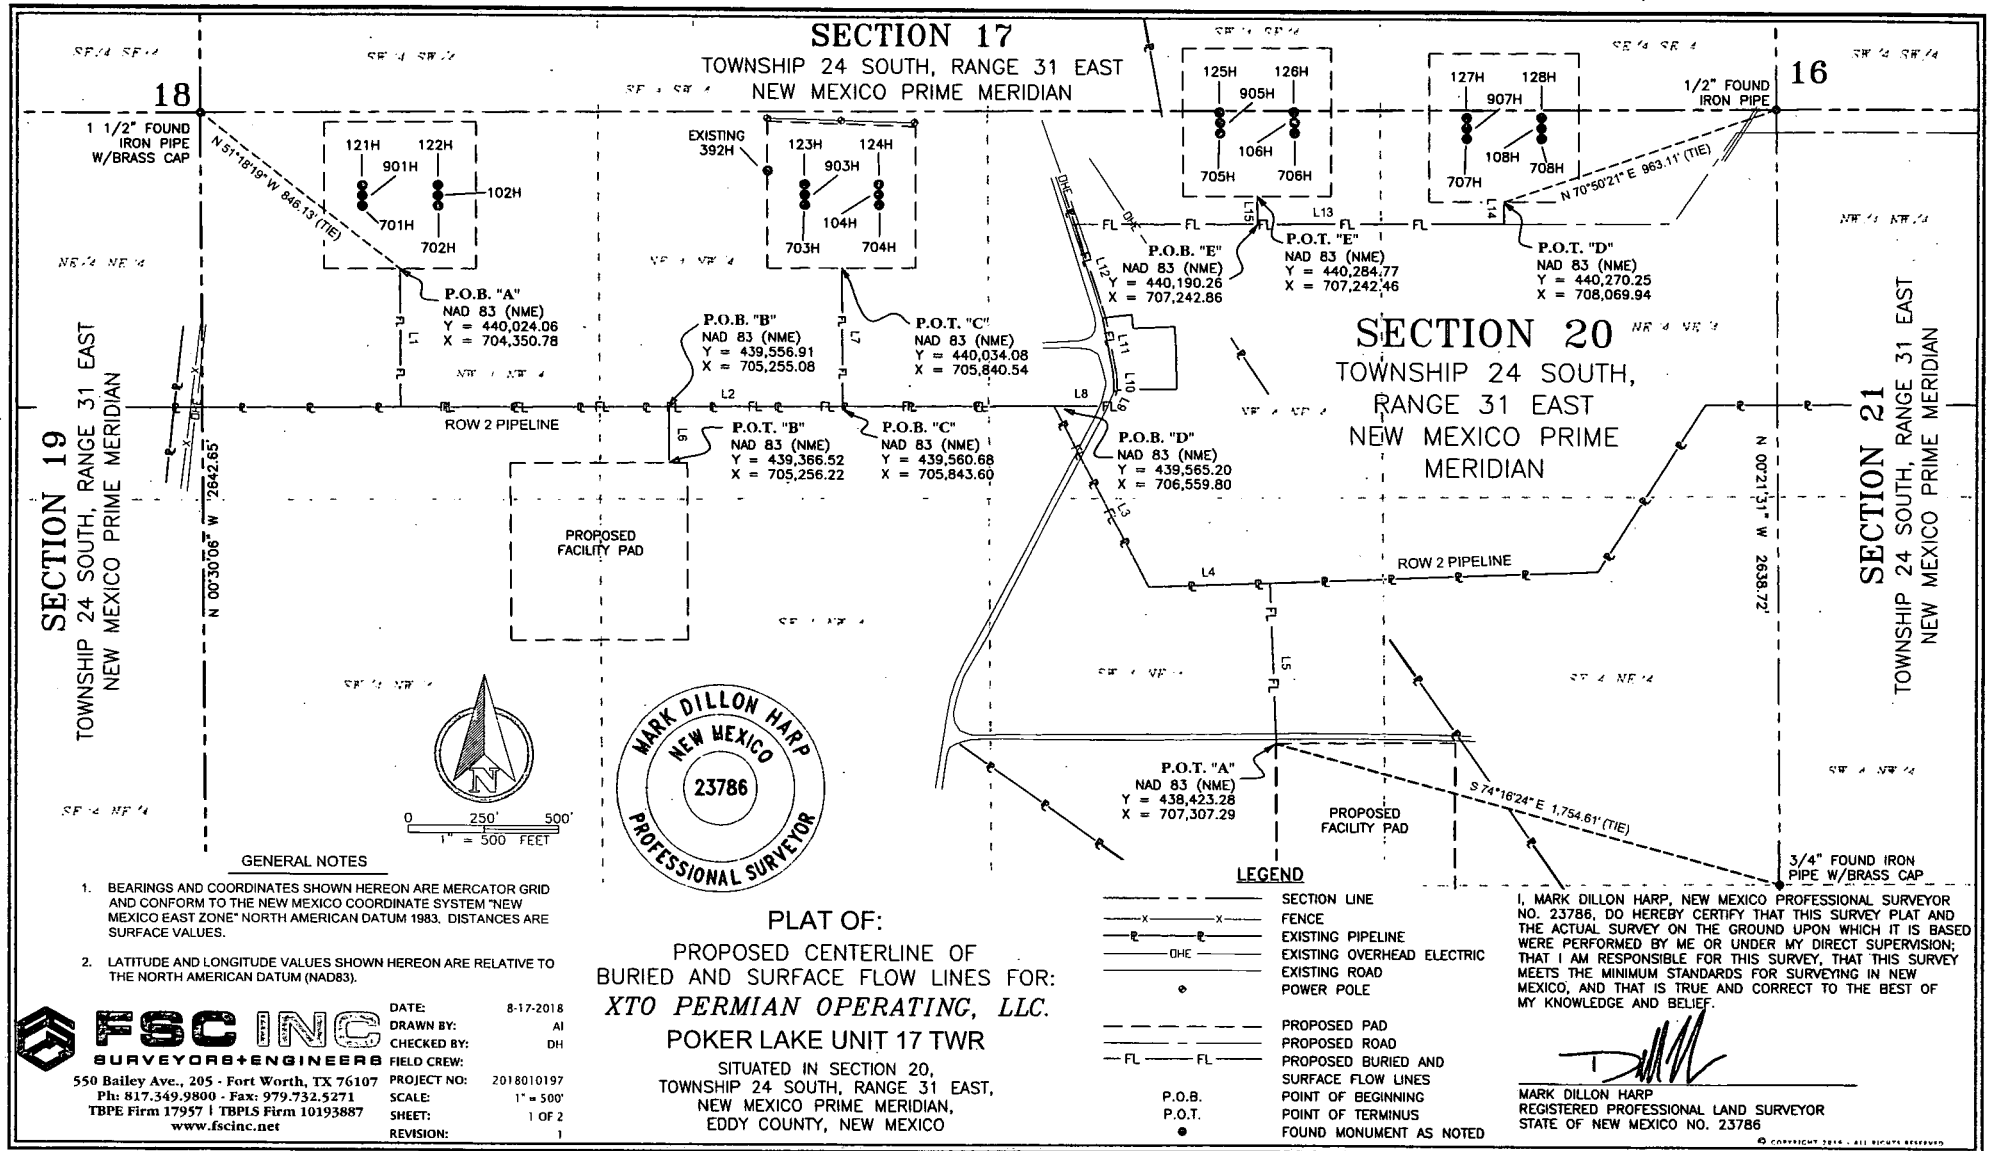 SECTION 17
TOWNSHIP 24 SOUTH, RANGE 31 EAST
NEW MEXICO PRIME MERIDIAN
18
16
1 1/2" FOUND
IRON PIPE
W/BRASS CAP
1/2" FOUND
IRON PIPE
N 51°18'19" W 846.13' (TIE)
121H
122H
901H
102H
701H
702H
EXISTING
392H
123H
124H
903H
104H
703H
704H
125H
126H
905H
106H
705H
706H
127H
128H
907H
108H
707H
708H
N 70°50'21" E 963.11' (TIE)
OHE
OHE
FL
FL
FL
FL
FL
L15
L13
L14
L12
L11
L10
L9
L8
L7
L6
L5
L4
L3
L2
L1
P.O.B. "A"
NAD 83 (NME)
Y = 440,024.06
X = 704,350.78
P.O.B. "B"
NAD 83 (NME)
Y = 439,556.91
X = 705,255.08
P.O.T. "C"
NAD 83 (NME)
Y = 440,034.08
X = 705,840.54
P.O.B. "E"
NAD 83 (NME)
Y = 440,190.26
X = 707,242.86
P.O.T. "E"
NAD 83 (NME)
Y = 440,284.77
X = 707,242.46
P.O.T. "D"
NAD 83 (NME)
Y = 440,270.25
X = 708,069.94
P.O.T. "B"
NAD 83 (NME)
Y = 439,366.52
X = 705,256.22
P.O.B. "C"
NAD 83 (NME)
Y = 439,560.68
X = 705,843.60
P.O.B. "D"
NAD 83 (NME)
Y = 439,565.20
X = 706,559.80
P.O.T. "A"
NAD 83 (NME)
Y = 438,423.28
X = 707,307.29
SECTION 20
TOWNSHIP 24 SOUTH,
RANGE 31 EAST
NEW MEXICO PRIME
MERIDIAN
SECTION 19
TOWNSHIP 24 SOUTH, RANGE 31 EAST
NEW MEXICO PRIME MERIDIAN
SECTION 21
TOWNSHIP 24 SOUTH, RANGE 31 EAST
NEW MEXICO PRIME MERIDIAN
N 00°30'06" W 2642.65'
N 00°21'31" W 2638.72'
ROW 2 PIPELINE
ROW 2 PIPELINE
PROPOSED
FACILITY PAD
PROPOSED
FACILITY PAD
S 74°16'24" E 1,754.61' (TIE)
3/4" FOUND IRON
PIPE W/BRASS CAP
N
0 250' 500'
1" = 500 FEET
MARK DILLON HARP
NEW MEXICO
23786
PROFESSIONAL SURVEYOR
GENERAL NOTES
1. BEARINGS AND COORDINATES SHOWN HEREON ARE MERCATOR GRID
AND CONFORM TO THE NEW MEXICO COORDINATE SYSTEM "NEW
MEXICO EAST ZONE" NORTH AMERICAN DATUM 1983. DISTANCES ARE
SURFACE VALUES.
2. LATITUDE AND LONGITUDE VALUES SHOWN HEREON ARE RELATIVE TO
THE NORTH AMERICAN DATUM (NAD83).
FSC INC
SURVEYORS+ENGINEERS
550 Bailey Ave., 205 - Fort Worth, TX 76107
Ph: 817.349.9800 - Fax: 979.732.5271
TBPE Firm 17957 | TBPLS Firm 10193887
www.fscinc.net
DATE: 8-17-2018
DRAWN BY: AI
CHECKED BY: DH
FIELD CREW:
PROJECT NO: 2018010197
SCALE: 1" = 500'
SHEET: 1 OF 2
REVISION: 1
PLAT OF:
PROPOSED CENTERLINE OF
BURIED AND SURFACE FLOW LINES FOR:
XTO PERMIAN OPERATING, LLC.
POKER LAKE UNIT 17 TWR
SITUATED IN SECTION 20,
TOWNSHIP 24 SOUTH, RANGE 31 EAST,
NEW MEXICO PRIME MERIDIAN,
EDDY COUNTY, NEW MEXICO
LEGEND
SECTION LINE
FENCE
EXISTING PIPELINE
OHE EXISTING OVERHEAD ELECTRIC
EXISTING ROAD
POWER POLE
PROPOSED PAD
PROPOSED ROAD
FL FL PROPOSED BURIED AND
SURFACE FLOW LINES
P.O.B. POINT OF BEGINNING
P.O.T. POINT OF TERMINUS
FOUND MONUMENT AS NOTED
I, MARK DILLON HARP, NEW MEXICO PROFESSIONAL SURVEYOR
NO. 23786, DO HEREBY CERTIFY THAT THIS SURVEY PLAT AND
THE ACTUAL SURVEY ON THE GROUND UPON WHICH IT IS BASED
WERE PERFORMED BY ME OR UNDER MY DIRECT SUPERVISION;
THAT I AM RESPONSIBLE FOR THIS SURVEY, THAT THIS SURVEY
MEETS THE MINIMUM STANDARDS FOR SURVEYING IN NEW
MEXICO, AND THAT IS TRUE AND CORRECT TO THE BEST OF
MY KNOWLEDGE AND BELIEF.
MARK DILLON HARP
REGISTERED PROFESSIONAL LAND SURVEYOR
STATE OF NEW MEXICO NO. 23786